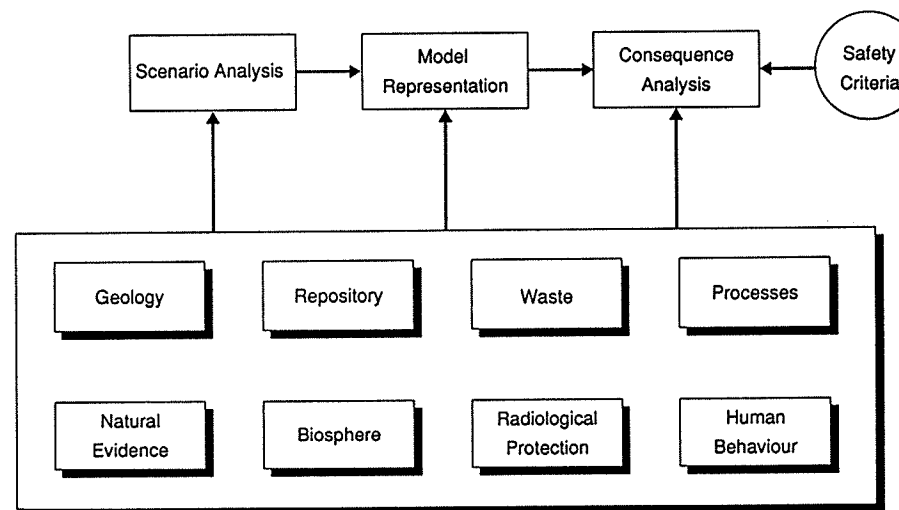 Scenario Analysis
Model
Representation
Consequence
Analysis
Safety
Criteria
Geology
Repository
Waste
Processes
Natural
Evidence
Biosphere
Radiological
Protection
Human
Behaviour